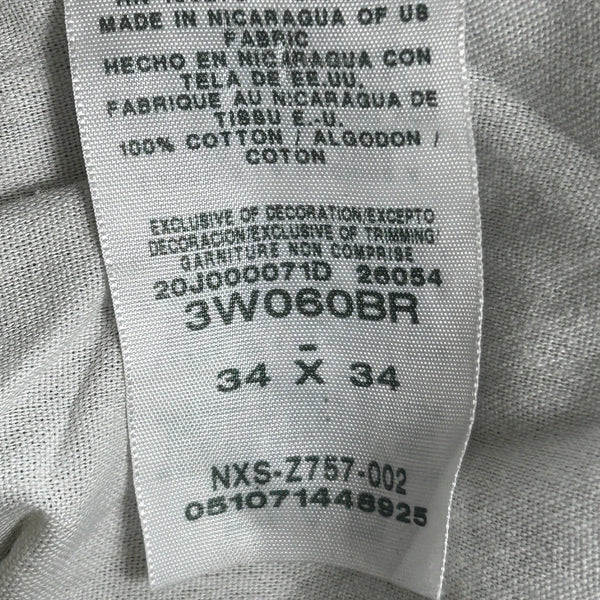 MADE IN NICARAGUA OF US
FABRIC
HECHO EN NICARAGUA CON
TELA DE EE.UU.
FABRIQUE AU NICARAGUA DE
TISSU E.-U.
100% COTTON / ALGODON /
COTON
EXCLUSIVE OF DECORATION/EXCEPTO
DECORACION/EXCLUSIVE OF TRIMMING/
GARNITURE NON COMPRISE
20J000071D 26054
3W060BR
-
34 X 34
NXS-Z757-002
051071448925